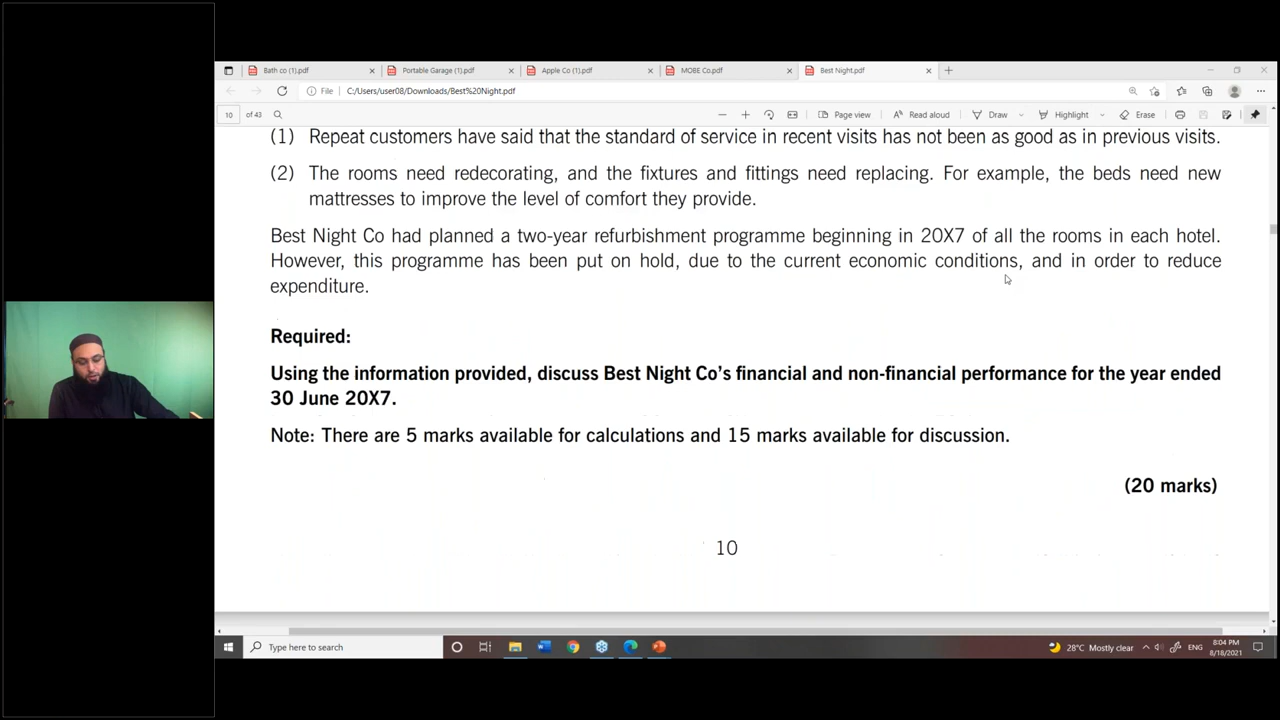 Bath co (1).pdf
Portable Garage (1).pdf
Apple Co (1).pdf
MOBE Co.pdf
Best Night.pdf
File
C:/Users/user08/Downloads/Best%20Night.pdf
10 of 43
Page view
Read aloud
Draw
Highlight
Erase
(1) Repeat customers have said that the standard of service in recent visits has not been as good as in previous visits.
(2) The rooms need redecorating, and the fixtures and fittings need replacing. For example, the beds need new
mattresses to improve the level of comfort they provide.
Best Night Co had planned a two-year refurbishment programme beginning in 20X7 of all the rooms in each hotel.
However, this programme has been put on hold, due to the current economic conditions, and in order to reduce
expenditure.
Required:
Using the information provided, discuss Best Night Co's financial and non-financial performance for the year ended
30 June 20X7.
Note: There are 5 marks available for calculations and 15 marks available for discussion.
(20 marks)
10
Type here to search
28°C Mostly clear
ENG
8:04 PM
8/18/2021